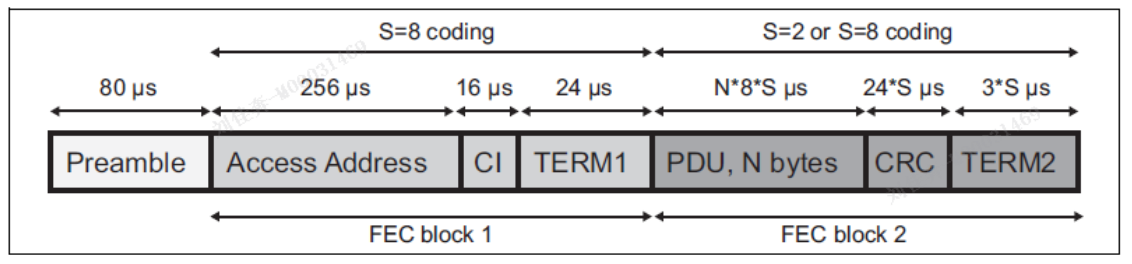 S=8 coding
S=2 or S=8 coding
80 µs
256 µs
16 µs
24 µs
N*8*S µs
24*S µs
3*S µs
Preamble
Access Address
CI
TERM1
PDU, N bytes
CRC
TERM2
FEC block 1
FEC block 2